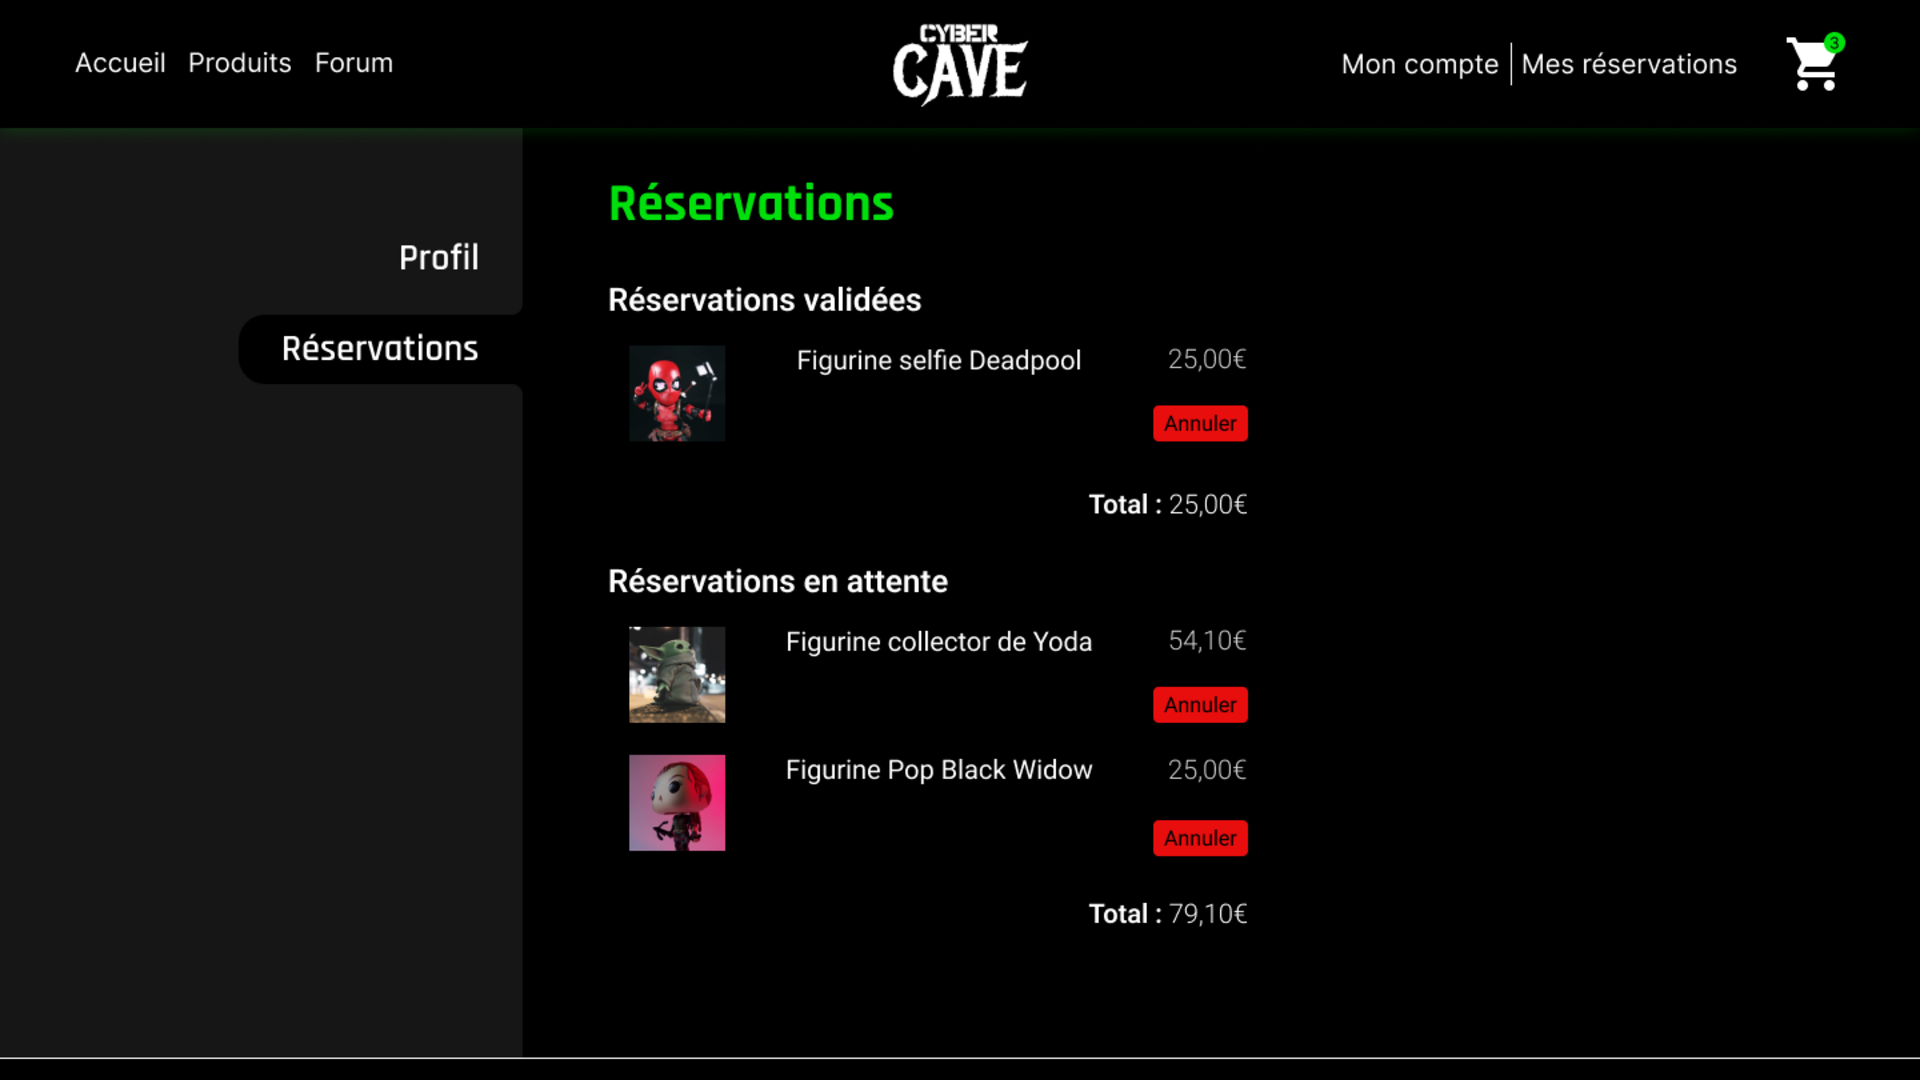 Accueil Produits Forum
CYBER
CAVE
Mon compte Mes réservations
3
Profil
Réservations
Réservations
Réservations validées
Figurine selfie Deadpool 25,00€
Annuler
Total : 25,00€
Réservations en attente
Figurine collector de Yoda 54,10€
Annuler
Figurine Pop Black Widow 25,00€
Annuler
Total : 79,10€